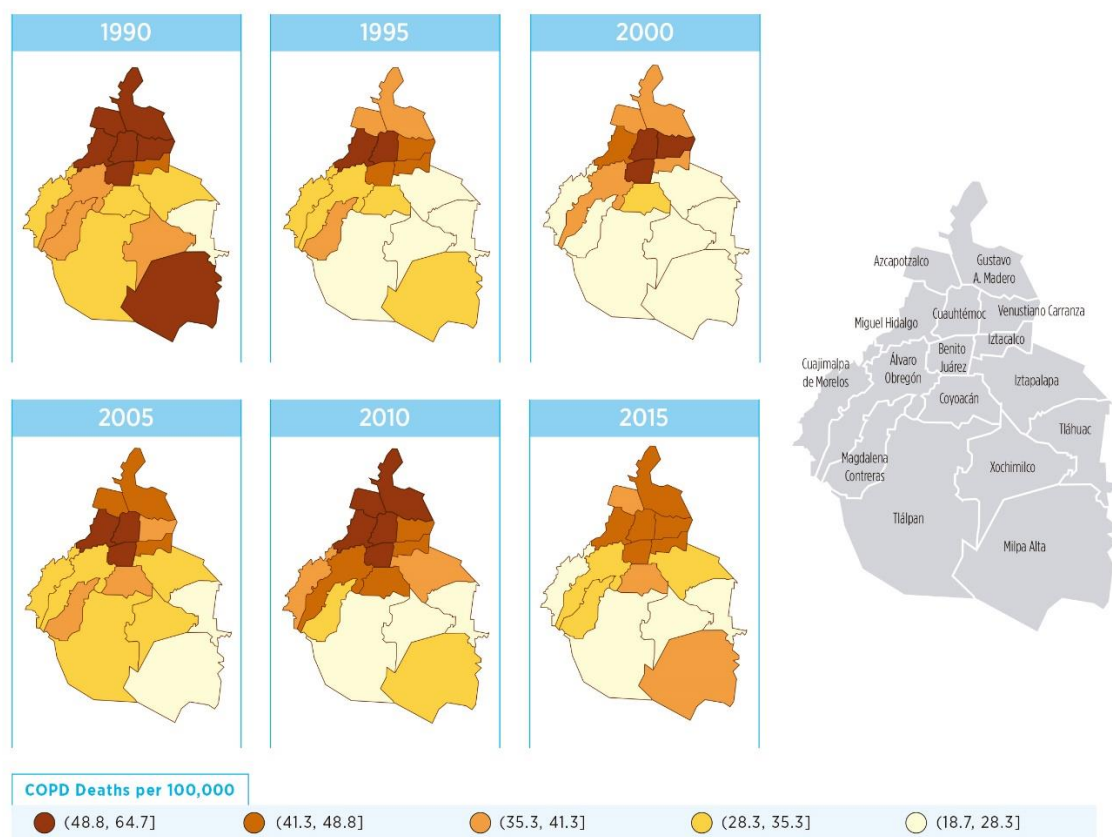 1990
1995
2000
Azcapotzalco
Gustavo
A. Madero
Cuauhtémoc
Venustiano Carranza
Miguel Hidalgo
Iztacalco
Cuajimalpa
de Morelos
Álvaro
Obregón
Benito
Juárez
Iztapalapa
Coyoacán
Tláhuac
Magdalena
Contreras
Xochimilco
Tlálpan
Milpa Alta
2005
2010
2015
COPD Deaths per 100,000
(48.8, 64.7]
(41.3, 48.8]
(35.3, 41.3]
(28.3, 35.3]
(18.7, 28.3]